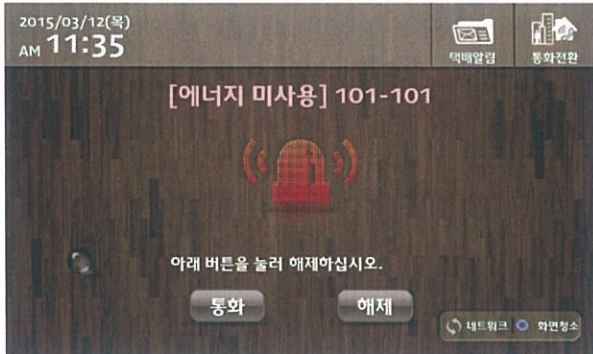 2015/03/12(목)
AM 11:35
택배알림
통화전환
[에너지 미사용] 101-101
아래 버튼을 눌러 해제하십시오.
통화
해제
네트워크
화면청소